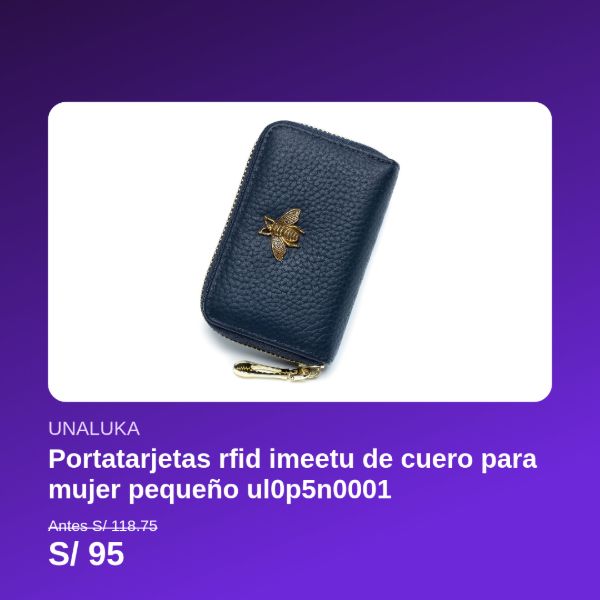 UNALUKA
Portatarjetas rfid imeetu de cuero para
mujer pequeño ul0p5n0001
Antes S/ 118.75
S/ 95